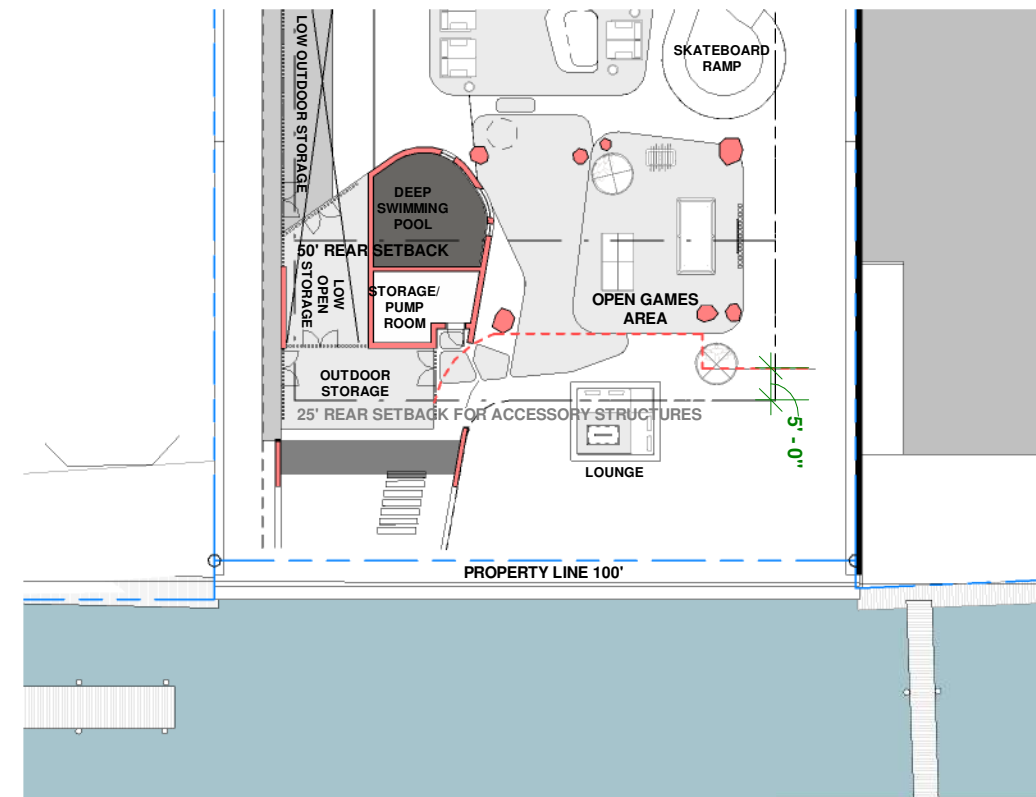 LOW OUTDOOR STORAGE
SKATEBOARD
RAMP
DEEP
SWIMMING
POOL
50' REAR SETBACK
LOW
OPEN
STORAGE
STORAGE/
PUMP
ROOM
OPEN GAMES
AREA
OUTDOOR
STORAGE
25' REAR SETBACK FOR ACCESSORY STRUCTURES
5' - 0"
LOUNGE
PROPERTY LINE 100'